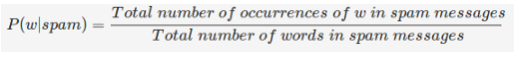 P(w|spam) = Total number of occurrences of w in spam messages / Total number of words in spam messages